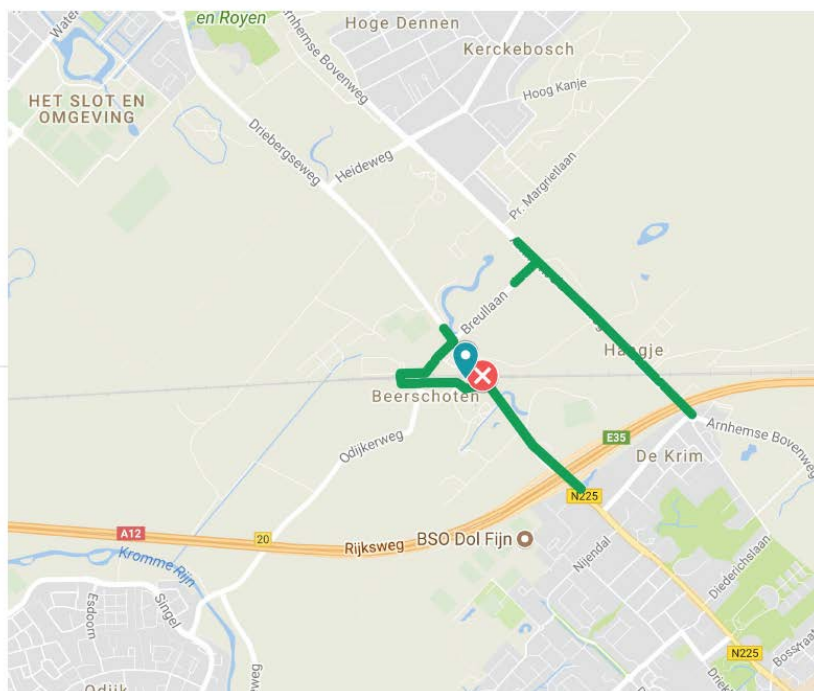 en Royen
Hoge Dennen
Kerckebosch
Arnhemse Bovenweg
Hoog Kanje
HET SLOT EN
OMGEVING
Driebergseweg
Heideweg
Pr. Margrietlaan
Breullaan
Beerschoten
Odijkerweg
E35
Arnhemse Bovenweg
De Krim
N225
A12
20
Rijksweg
BSO Dol Fijn
Kromme Rijn
Nijendal
Diederichslaan
Esdoorn
Singel
N225
Odijk